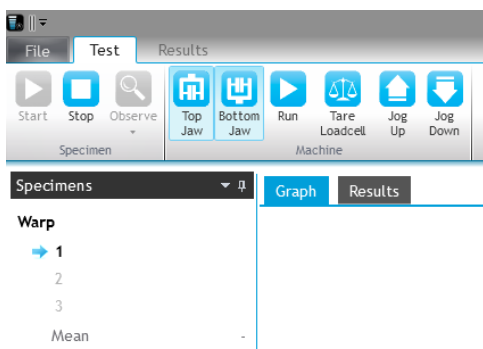 File Test Results
Start Stop Observe Top Jaw Bottom Jaw Run Tare Loadcell Jog Up Jog Down
Specimen Machine
Specimens Graph Results
Warp
1
2
3
Mean -